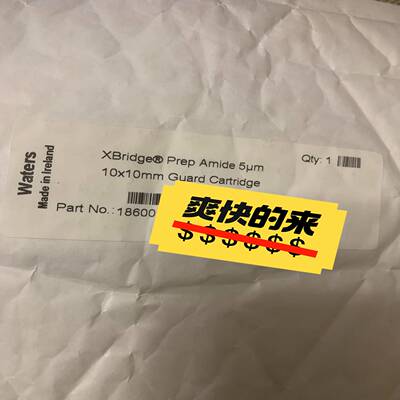 Waters
Made in Ireland
XBridge® Prep Amide 5µm
Qty: 1
10x10mm Guard Cartridge
Part No.: 18600
爽快的来
$$$$$$